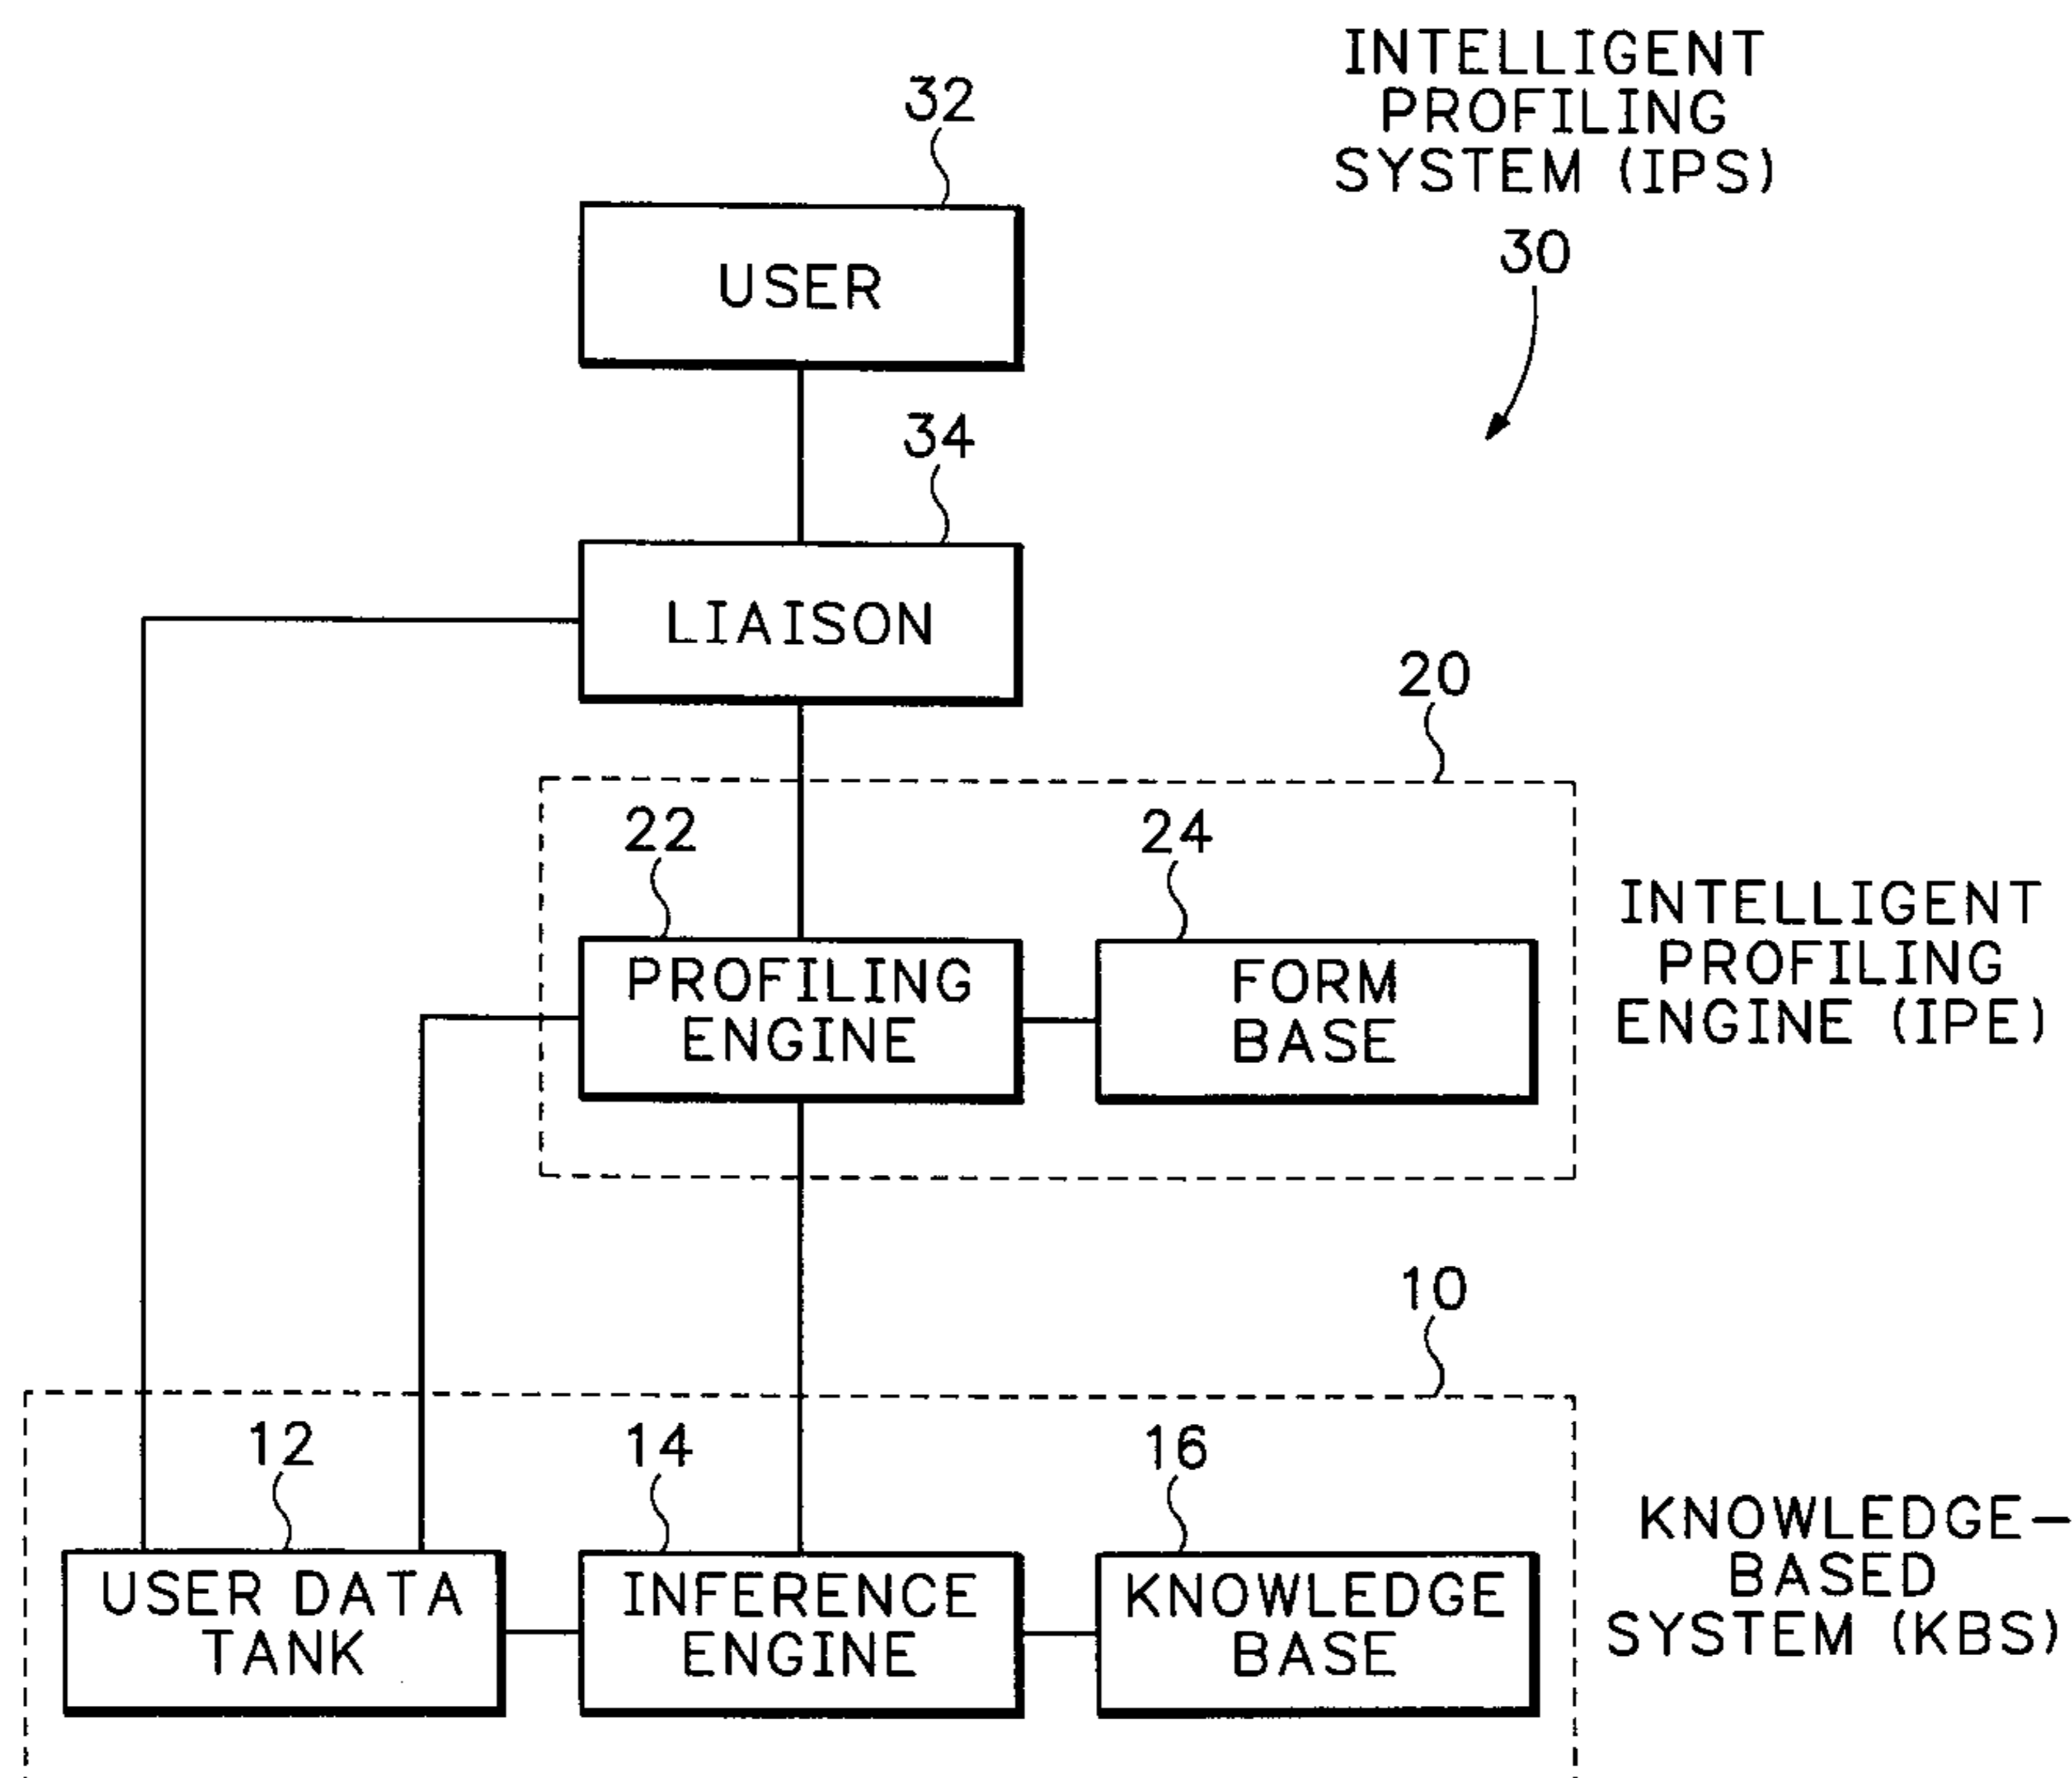 INTELLIGENT
PROFILING
SYSTEM (IPS)
30
32
USER
34
LIAISON
20
22
24
PROFILING
ENGINE
FORM
BASE
INTELLIGENT
PROFILING
ENGINE (IPE)
10
12
14
16
USER DATA
TANK
INFERENCE
ENGINE
KNOWLEDGE
BASE
KNOWLEDGE-
BASED
SYSTEM (KBS)